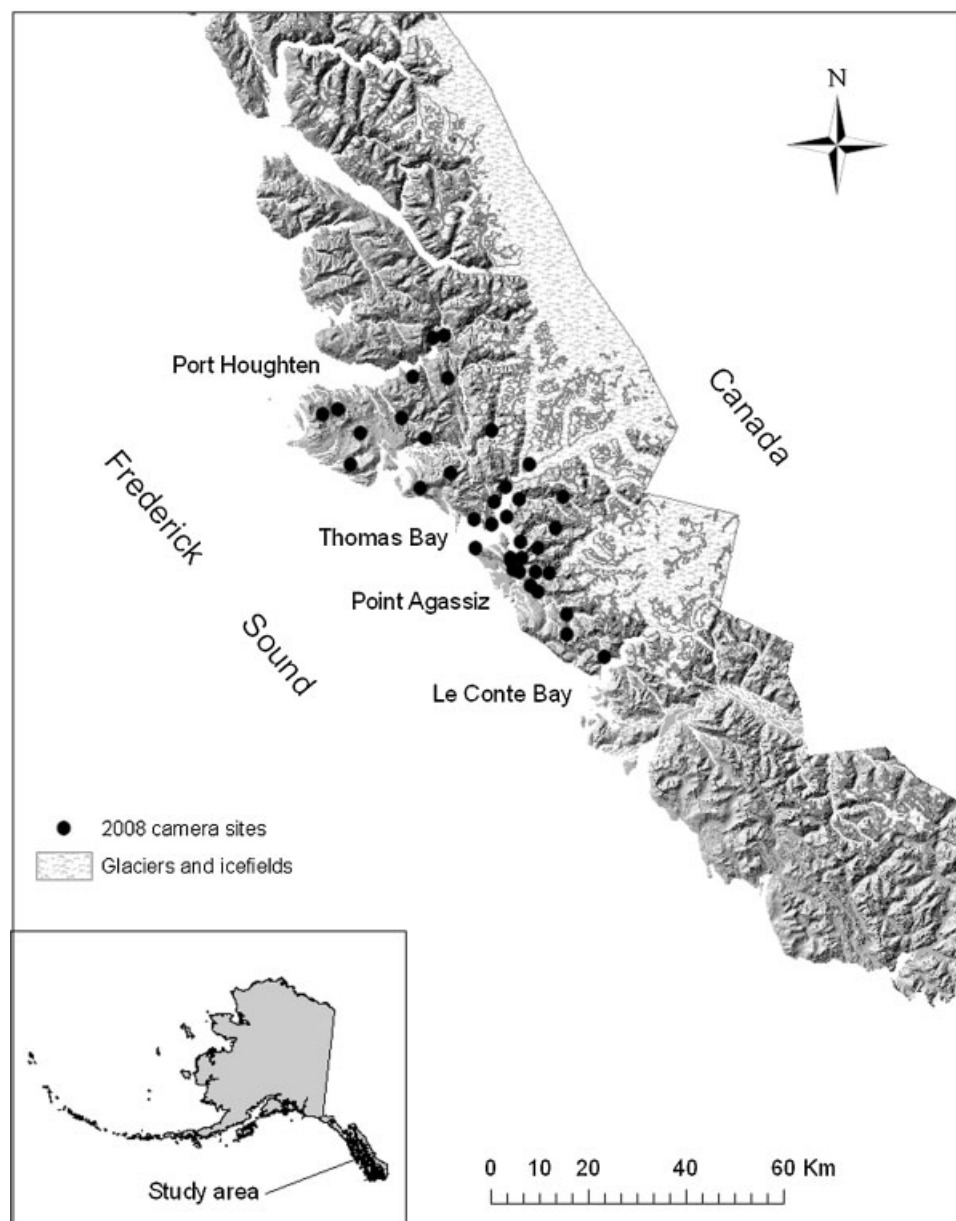 N
Port Houghten
Canada
Frederick
Sound
Thomas Bay
Point Agassiz
Le Conte Bay
2008 camera sites
Glaciers and icefields
Study area
0 10 20 40 60 Km